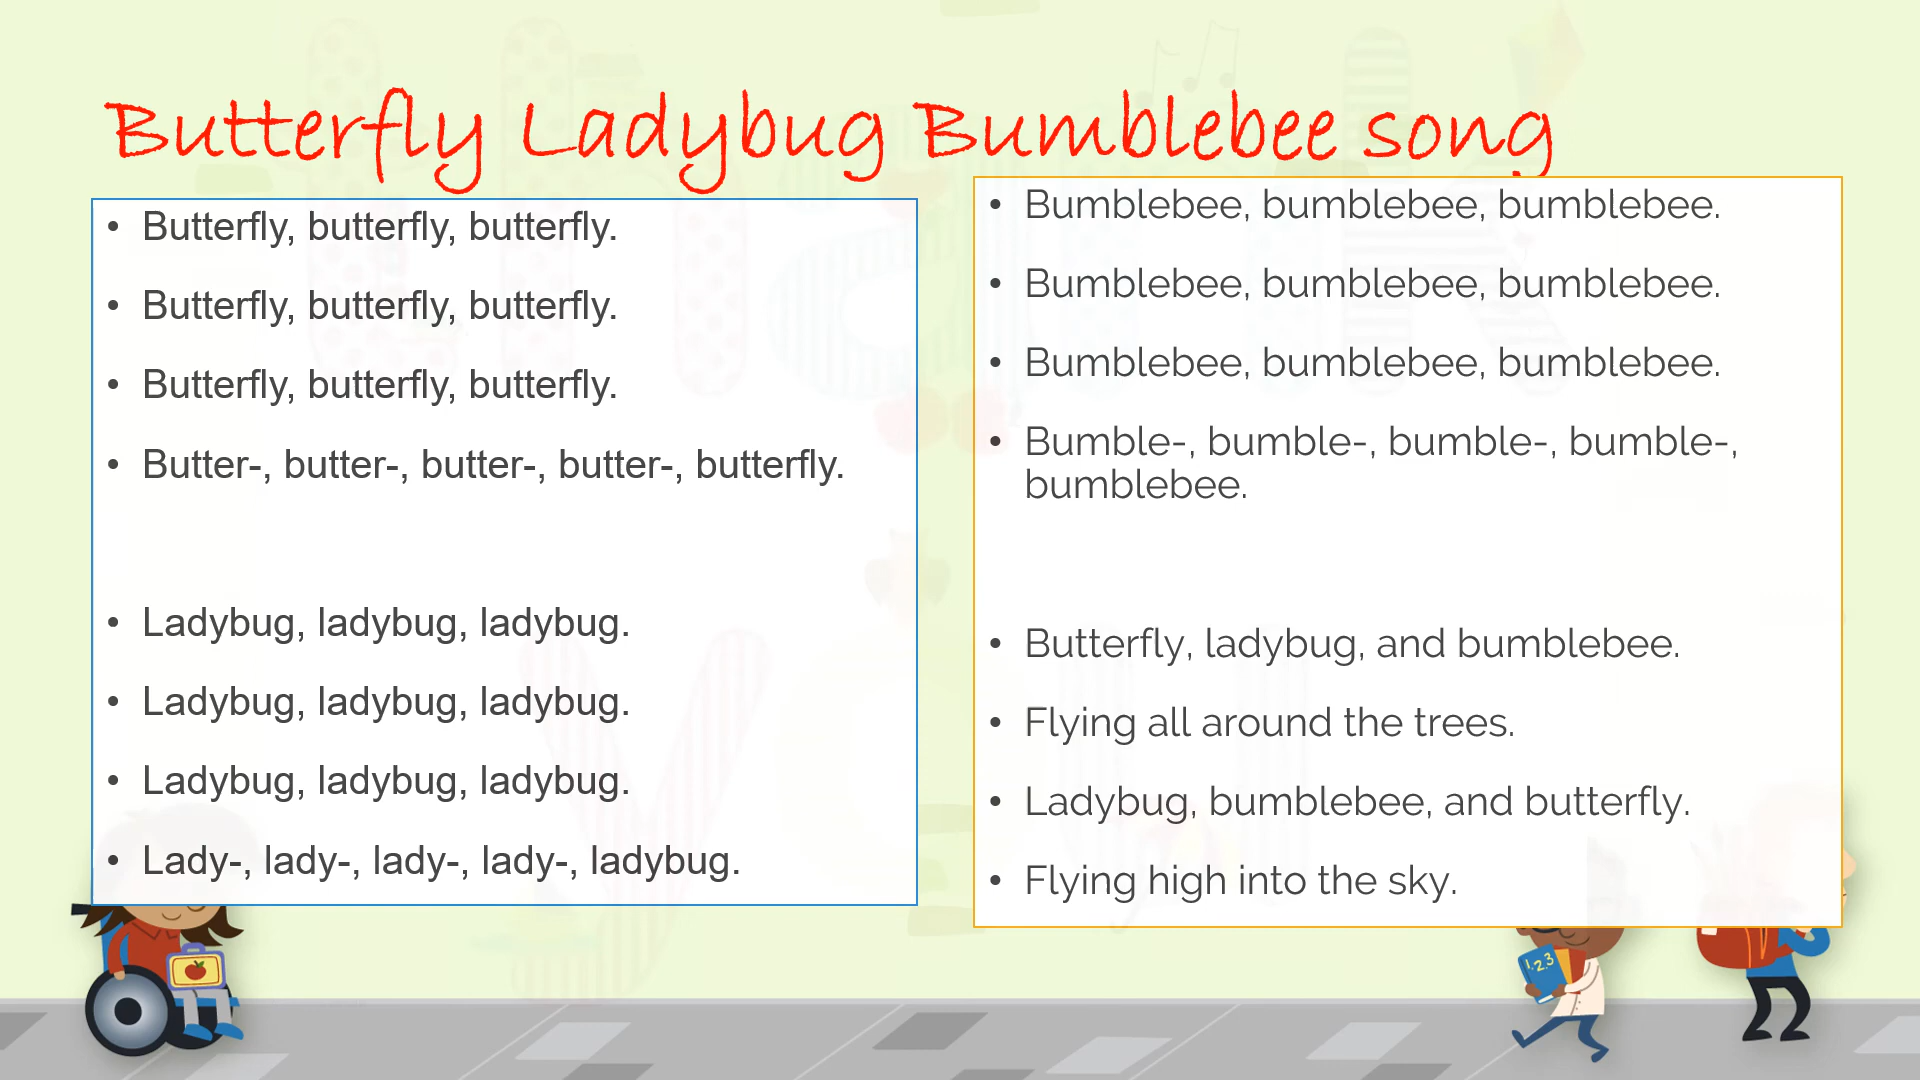 Butterfly Ladybug Bumblebee song
• Butterfly, butterfly, butterfly.
• Butterfly, butterfly, butterfly.
• Butterfly, butterfly, butterfly.
• Butter-, butter-, butter-, butter-, butterfly.
• Ladybug, ladybug, ladybug.
• Ladybug, ladybug, ladybug.
• Ladybug, ladybug, ladybug.
• Lady-, lady-, lady-, lady-, ladybug.
• Bumblebee, bumblebee, bumblebee.
• Bumblebee, bumblebee, bumblebee.
• Bumblebee, bumblebee, bumblebee.
• Bumble-, bumble-, bumble-, bumble-,
bumblebee.
• Butterfly, ladybug, and bumblebee.
• Flying all around the trees.
• Ladybug, bumblebee, and butterfly.
• Flying high into the sky.
1,2,3